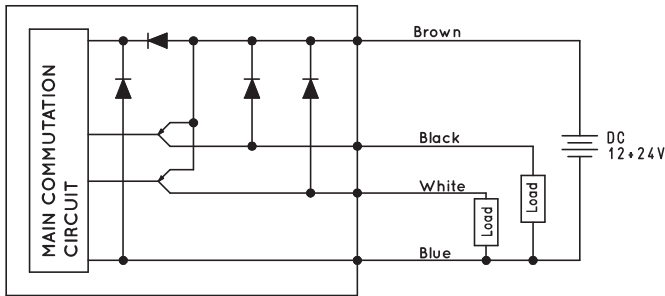 MAIN COMMUTATION
CIRCUIT
Brown
Black
White
Blue
Load
Load
DC
12÷24V